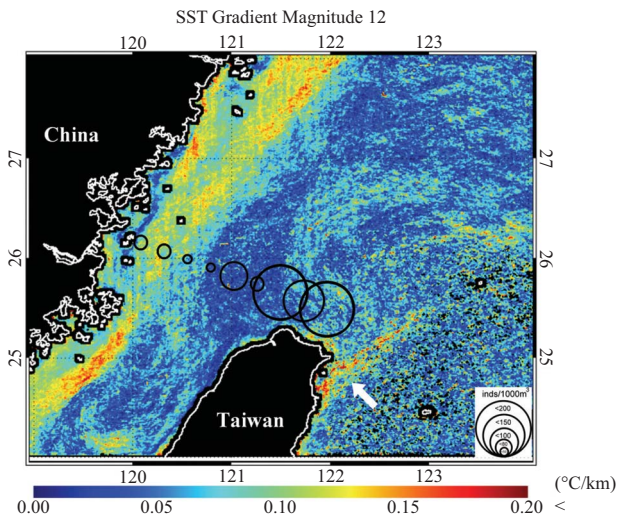 SST Gradient Magnitude 12
120 121 122 123
China
27 27
26 26
25 25
Taiwan
inds/1000m³
<200
<150
<100
120 121 122 123
(°C/km)
0.00 0.05 0.10 0.15 0.20 <